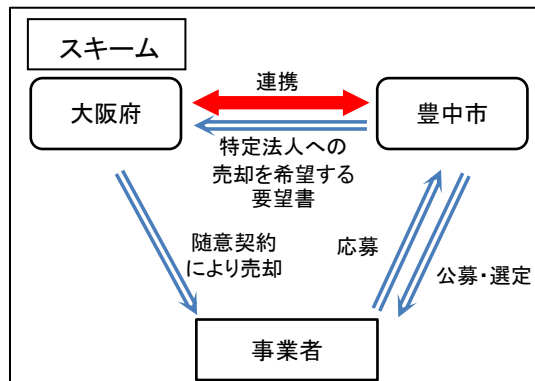 スキーム
連携
大阪府
豊中市
特定法人への
売却を希望する
要望書
随意契約
により売却
応募
公募・選定
事業者